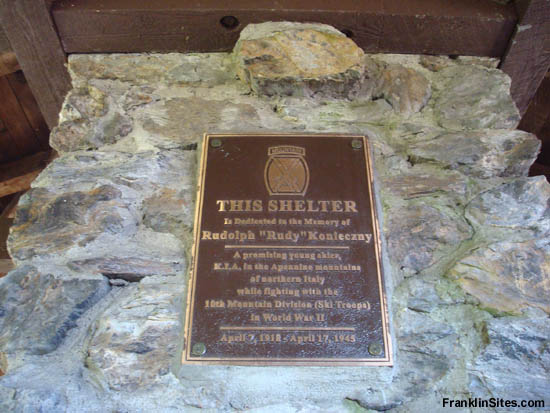 MOUNTAIN
THIS SHELTER
Is Dedicated to the Memory of
Rudolph "Rudy" Konieczny
A promising young skier,
K.I.A. in the Apennine mountains
of northern Italy
while fighting with the
10th Mountain Division (Ski Troops)
in World War II
April 7, 1918 - April 17, 1945
FranklinSites.com